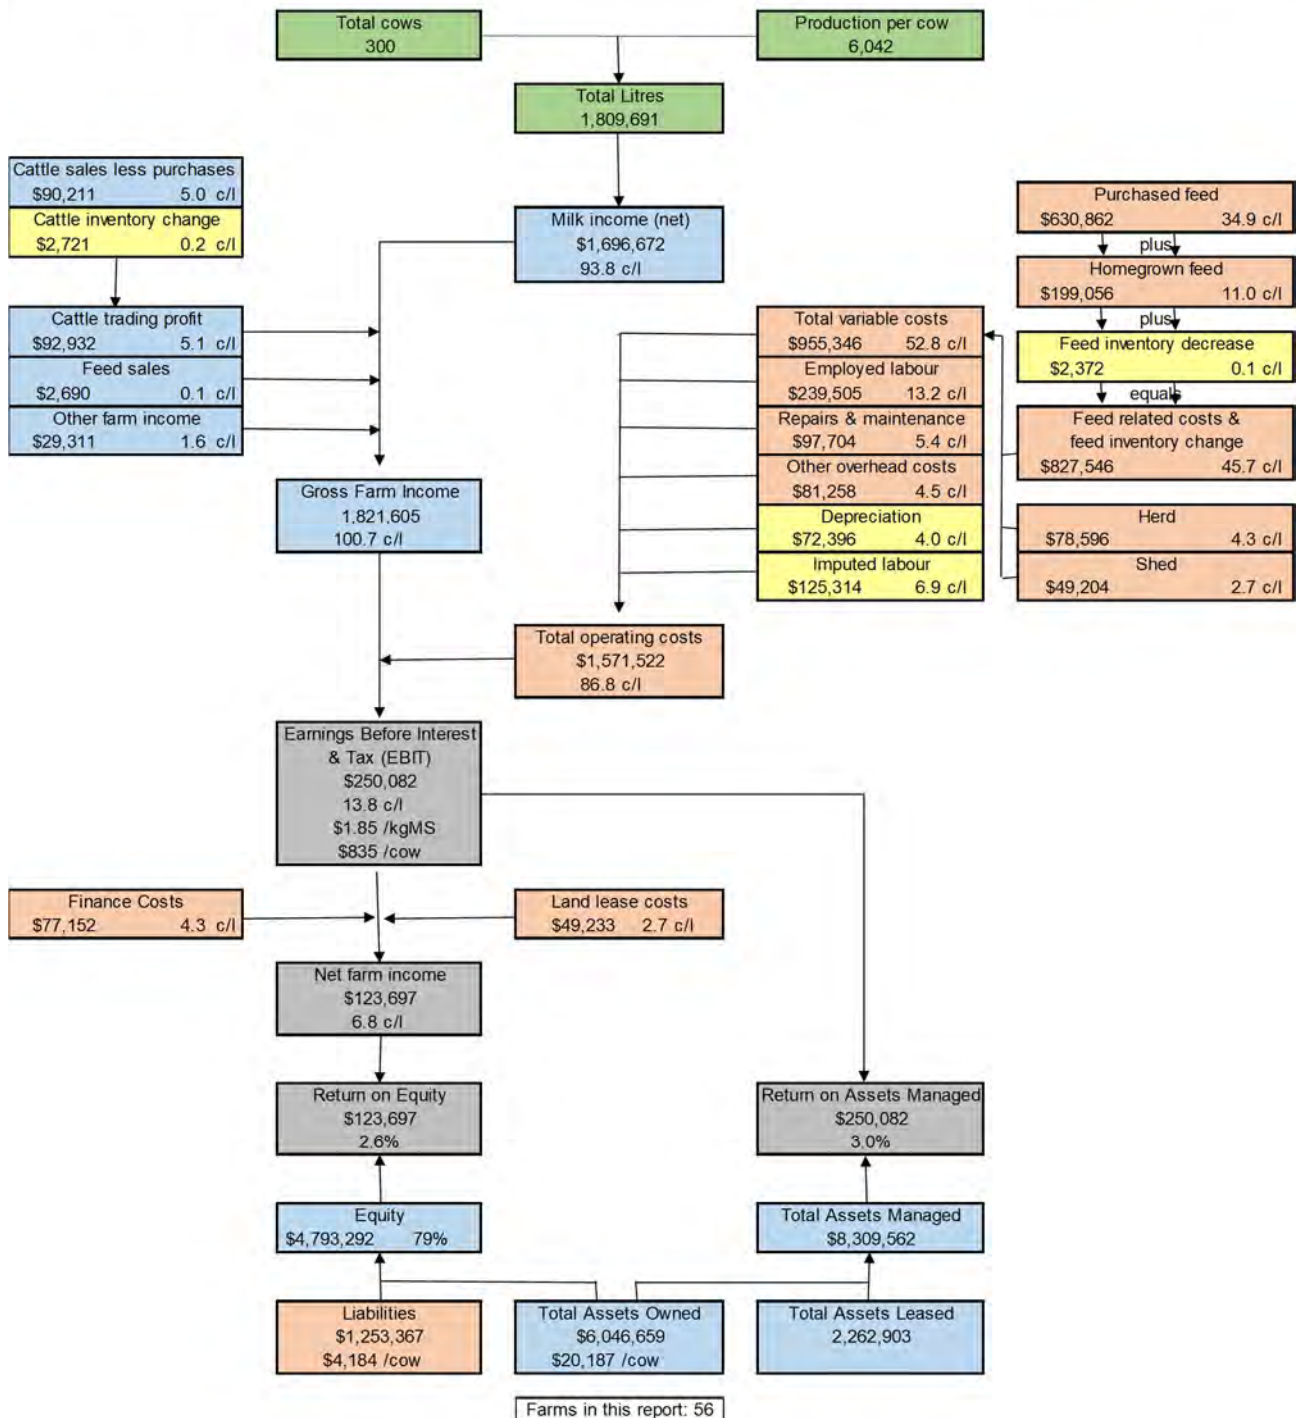 Total cows
300
Production per cow
6,042
Total Litres
1,809,691
Cattle sales less purchases
$90,211 5.0 c/l
Cattle inventory change
$2,721 0.2 c/l
Milk income (net)
$1,696,672
93.8 c/l
Purchased feed
$630,862 34.9 c/l
plus
Homegrown feed
$199,056 11.0 c/l
plus
Feed inventory decrease
$2,372 0.1 c/l
equals
Feed related costs &
feed inventory change
$827,546 45.7 c/l
Herd
$78,596 4.3 c/l
Shed
$49,204 2.7 c/l
Cattle trading profit
$92,932 5.1 c/l
Feed sales
$2,690 0.1 c/l
Other farm income
$29,311 1.6 c/l
Total variable costs
$955,346 52.8 c/l
Employed labour
$239,505 13.2 c/l
Repairs & maintenance
$97,704 5.4 c/l
Other overhead costs
$81,258 4.5 c/l
Depreciation
$72,396 4.0 c/l
Imputed labour
$125,314 6.9 c/l
Gross Farm Income
1,821,605
100.7 c/l
Total operating costs
$1,571,522
86.8 c/l
Earnings Before Interest
& Tax (EBIT)
$250,082
13.8 c/l
$1.85 /kgMS
$835 /cow
Finance Costs
$77,152 4.3 c/l
Land lease costs
$49,233 2.7 c/l
Net farm income
$123,697
6.8 c/l
Return on Equity
$123,697
2.6%
Return on Assets Managed
$250,082
3.0%
Equity
$4,793,292 79%
Total Assets Managed
$8,309,562
Liabilities
$1,253,367
$4,184 /cow
Total Assets Owned
$6,046,659
$20,187 /cow
Total Assets Leased
2,262,903
Farms in this report: 56